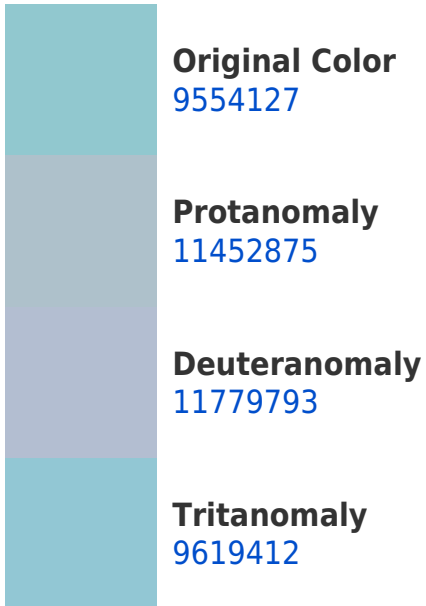 Original Color
9554127
Protanomaly
11452875
Deuteranomaly
11779793
Tritanomaly
9619412